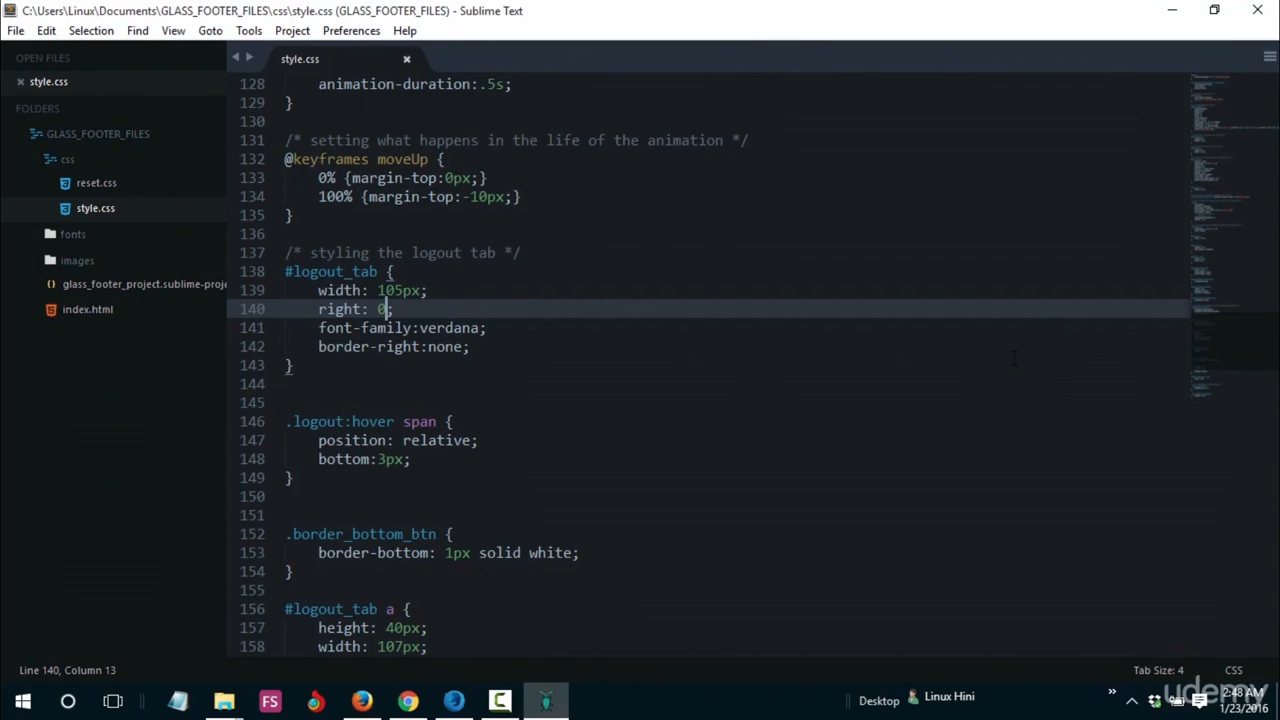 C:\Users\Linux\Documents\GLASS_FOOTER_FILES\css\style.css (GLASS_FOOTER_FILES) - Sublime Text
File Edit Selection Find View Goto Tools Project Preferences Help
OPEN FILES
style.css
FOLDERS
GLASS_FOOTER_FILES
css
reset.css
style.css
fonts
images
glass_footer_project.sublime-proje
index.html
style.css
128 animation-duration:.5s;
129 }
130
131 /* setting what happens in the life of the animation */
132 @keyframes moveUp {
133 0% {margin-top:0px;}
134 100% {margin-top:-10px;}
135 }
136
137 /* styling the logout tab */
138 #logout_tab {
139 width: 105px;
140 right: 0;
141 font-family:verdana;
142 border-right:none;
143 }
144
145
146 .logout:hover span {
147 position: relative;
148 bottom:3px;
149 }
150
151
152 .border_bottom_btn {
153 border-bottom: 1px solid white;
154 }
155
156 #logout_tab a {
157 height: 40px;
158 width: 107px;
Line 140, Column 13
Tab Size: 4
CSS
FS
Desktop
Linux Hini
udemy
2:48 AM
1/23/2016